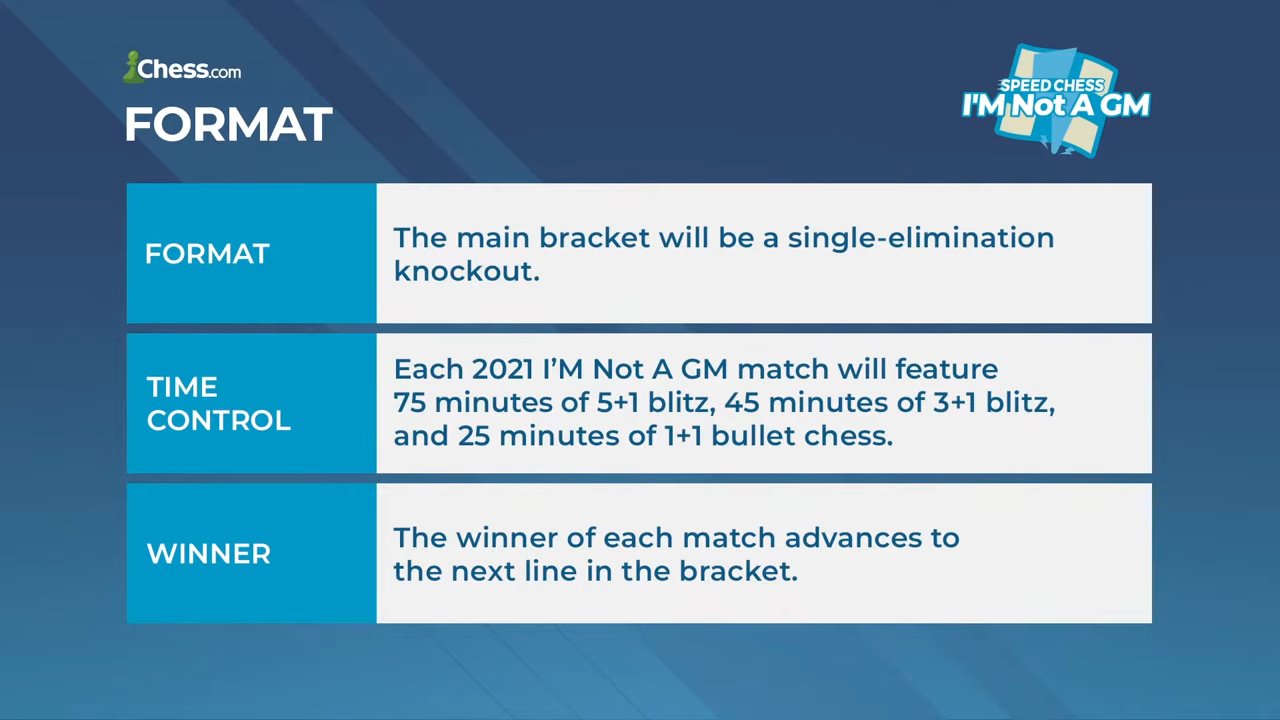 Chess.com
FORMAT
SPEED CHESS
I'M Not A GM
FORMAT
The main bracket will be a single-elimination
knockout.
TIME
CONTROL
Each 2021 I’M Not A GM match will feature
75 minutes of 5+1 blitz, 45 minutes of 3+1 blitz,
and 25 minutes of 1+1 bullet chess.
WINNER
The winner of each match advances to
the next line in the bracket.